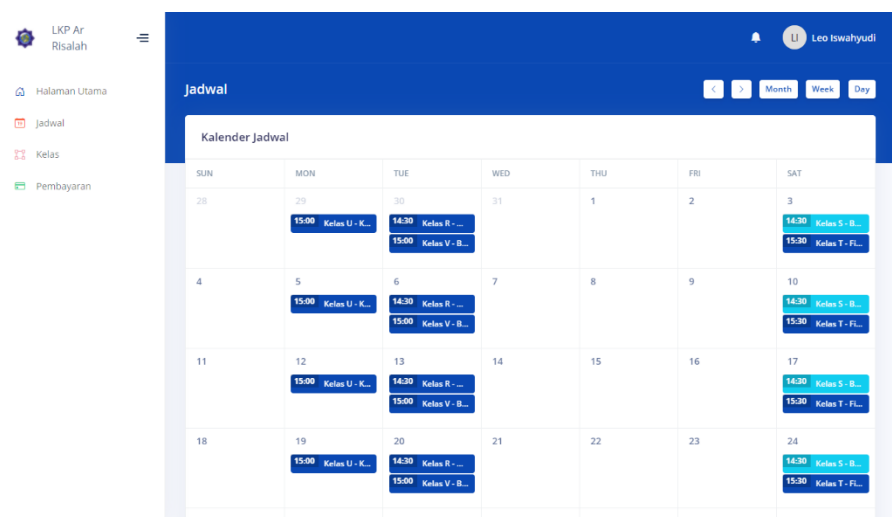 LKP Ar
Risalah
LI Leo Iswahyudi
Halaman Utama
Jadwal
Kelas
Pembayaran
Jadwal
< > Month Week Day
Kalender Jadwal
SUN MON TUE WED THU FRI SAT
28 29 30 31 1 2 3
15:00 Kelas U - K... 14:30 Kelas R - ... 14:30 Kelas S - B...
15:00 Kelas V - B... 15:30 Kelas T - Fi...
4 5 6 7 8 9 10
15:00 Kelas U - K... 14:30 Kelas R - ... 14:30 Kelas S - B...
15:00 Kelas V - B... 15:30 Kelas T - Fi...
11 12 13 14 15 16 17
15:00 Kelas U - K... 14:30 Kelas R - ... 14:30 Kelas S - B...
15:00 Kelas V - B... 15:30 Kelas T - Fi...
18 19 20 21 22 23 24
15:00 Kelas U - K... 14:30 Kelas R - ... 14:30 Kelas S - B...
15:00 Kelas V - B... 15:30 Kelas T - Fi...